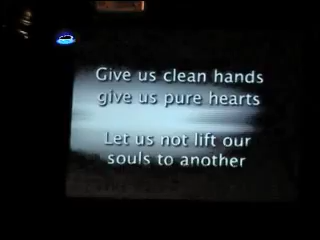 Give us clean hands
give us pure hearts
Let us not lift our
souls to another